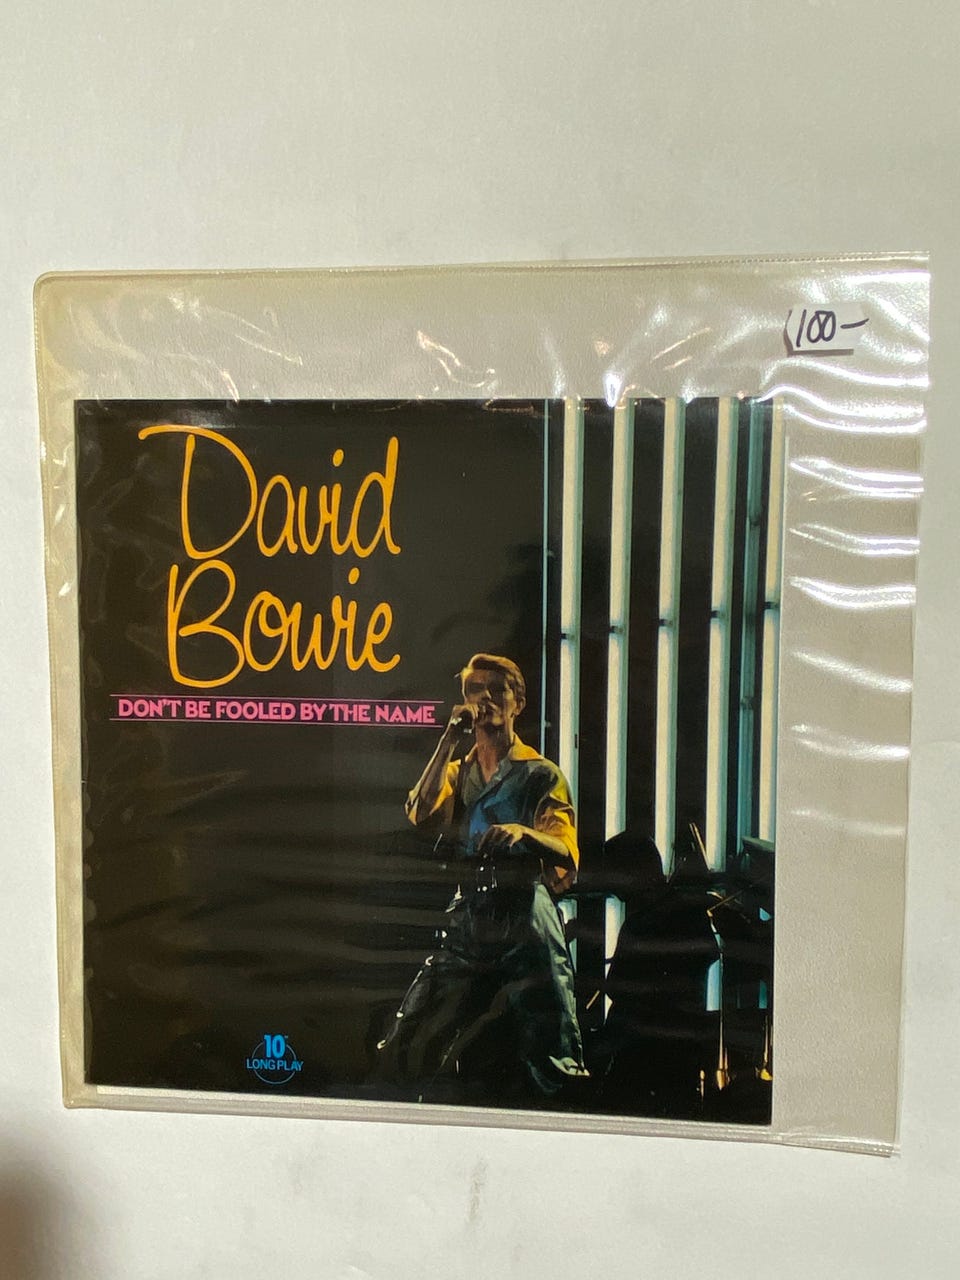 100-
David
Bowie
DON'T BE FOOLED BY THE NAME
10"
LONG PLAY